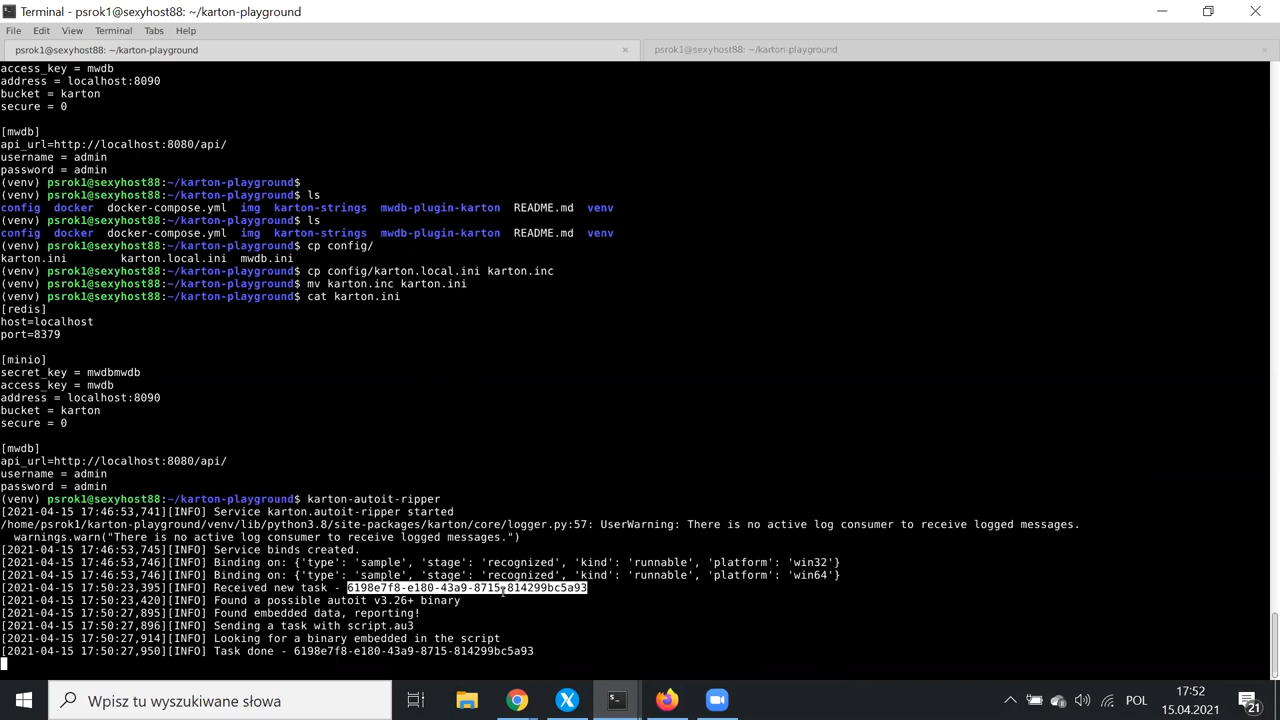 Terminal - psrok1@sexyhost88: ~/karton-playground
File Edit View Terminal Tabs Help
psrok1@sexyhost88: ~/karton-playground
psrok1@sexyhost88: ~/karton-playground
access_key = mwdb
address = localhost:8090
bucket = karton
secure = 0
[mwdb]
api_url=http://localhost:8080/api/
username = admin
password = admin
(venv) psrok1@sexyhost88:~/karton-playground$
(venv) psrok1@sexyhost88:~/karton-playground$ ls
config docker docker-compose.yml img karton-strings mwdb-plugin-karton README.md venv
(venv) psrok1@sexyhost88:~/karton-playground$ ls
config docker docker-compose.yml img karton-strings mwdb-plugin-karton README.md venv
(venv) psrok1@sexyhost88:~/karton-playground$ cp config/
karton.ini karton.local.ini mwdb.ini
(venv) psrok1@sexyhost88:~/karton-playground$ cp config/karton.local.ini karton.inc
(venv) psrok1@sexyhost88:~/karton-playground$ mv karton.inc karton.ini
(venv) psrok1@sexyhost88:~/karton-playground$ cat karton.ini
[redis]
host=localhost
port=8379
[minio]
secret_key = mwdbmwdb
access_key = mwdb
address = localhost:8090
bucket = karton
secure = 0
[mwdb]
api_url=http://localhost:8080/api/
username = admin
password = admin
(venv) psrok1@sexyhost88:~/karton-playground$ karton-autoit-ripper
[2021-04-15 17:46:53,741][INFO] Service karton.autoit-ripper started
/home/psrok1/karton-playground/venv/lib/python3.8/site-packages/karton/core/logger.py:57: UserWarning: There is no active log consumer to receive logged messages.
warnings.warn("There is no active log consumer to receive logged messages.")
[2021-04-15 17:46:53,745][INFO] Service binds created.
[2021-04-15 17:46:53,746][INFO] Binding on: {'type': 'sample', 'stage': 'recognized', 'kind': 'runnable', 'platform': 'win32'}
[2021-04-15 17:46:53,746][INFO] Binding on: {'type': 'sample', 'stage': 'recognized', 'kind': 'runnable', 'platform': 'win64'}
[2021-04-15 17:50:23,395][INFO] Received new task - 6198e7f8-e180-43a9-8715-814299bc5a93
[2021-04-15 17:50:23,420][INFO] Found a possible autoit v3.26+ binary
[2021-04-15 17:50:27,895][INFO] Found embedded data, reporting!
[2021-04-15 17:50:27,896][INFO] Sending a task with script.au3
[2021-04-15 17:50:27,914][INFO] Looking for a binary embedded in the script
[2021-04-15 17:50:27,950][INFO] Task done - 6198e7f8-e180-43a9-8715-814299bc5a93
Wpisz tu wyszukiwane słowa
POL
17:52
15.04.2021
21